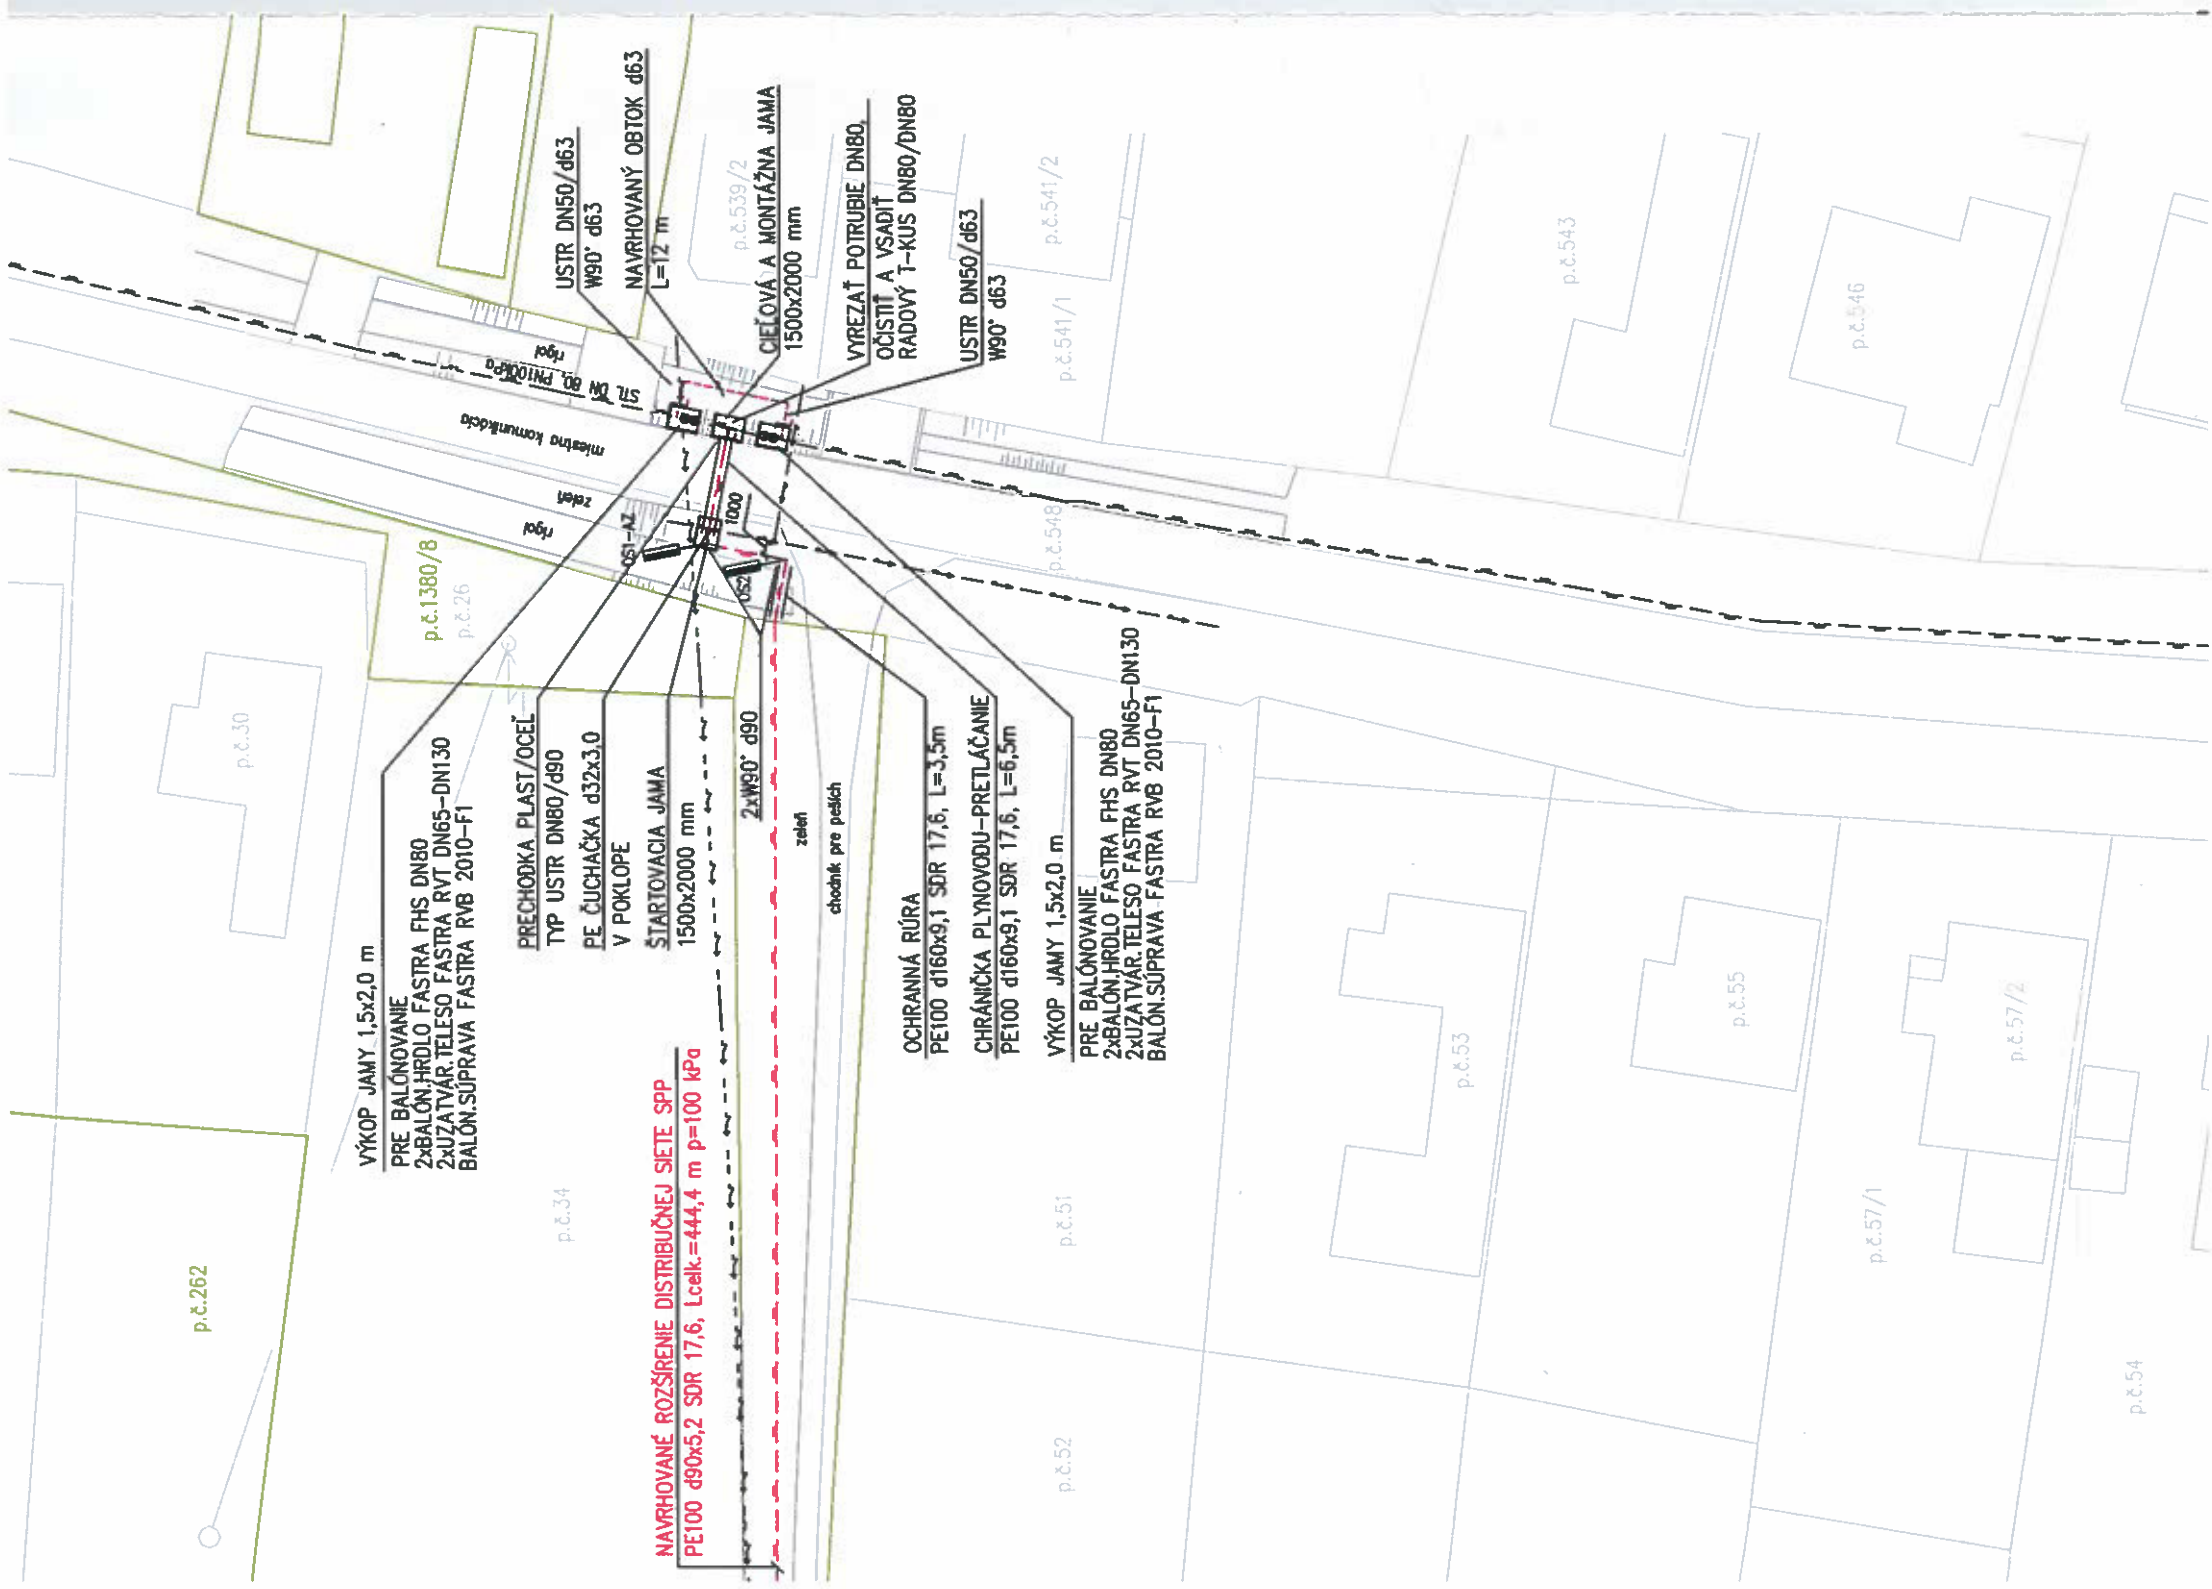 USTR DN50/d63
W90° d63
NAVRHOVANÝ OBTOK d63
L=12 m
CIEĽOVÁ A MONTÁŽNA JAMA
1500x2000 mm
VYREZAŤ POTRUBIE DN80,
OČISTIŤ A VSADIŤ
RADOVÝ T-KUS DN80/DN80
USTR DN50/d63
W90° d63
p.č.539/2
p.č.541/2
p.č.541/1
p.č.543
p.č.546
p.č.548
STL DN 80, PN100kPa
rigol
miestna komunikácia
zeleň
rigol
OS1-AZ
OS2
1000
p.č.1380/8
p.č.26
p.č.30
VÝKOP JAMY 1,5x2,0 m
PRE BALÓNOVANIE
2xBALÓN.HRDLO FASTRA FHS DN80
2xUZATVÁR.TELESO FASTRA RVT DN65-DN130
BALÓN.SÚPRAVA FASTRA RVB 2010-F1
PRECHODKA PLAST/OCEĽ
TYP USTR DN80/d90
PE ČUCHAČKA d32x3,0
V POKLOPE
ŠTARTOVACIA JAMA
1500x2000 mm
2xW90° d90
zeleň
chodník pre peších
OCHRANNÁ RÚRA
PE100 d160x9,1 SDR 17,6, L=3,5m
CHRÁNIČKA PLYNOVODU-PRETLÁČANIE
PE100 d160x9,1 SDR 17,6, L=6,5m
VÝKOP JAMY 1,5x2,0 m
PRE BALÓNOVANIE
2xBALÓN.HRDLO FASTRA FHS DN80
2xUZATVÁR.TELESO FASTRA RVT DN65-DN130
BALÓN.SÚPRAVA FASTRA RVB 2010-F1
NAVRHOVANÉ ROZŠÍRENIE DISTRIBUČNEJ SIETE SPP
PE100 d90x5,2 SDR 17,6, Lcelk.=444,4 m p=100 kPa
p.č.262
p.č.34
p.č.51
p.č.52
p.č.53
p.č.55
p.č.57/2
p.č.57/1
p.č.54